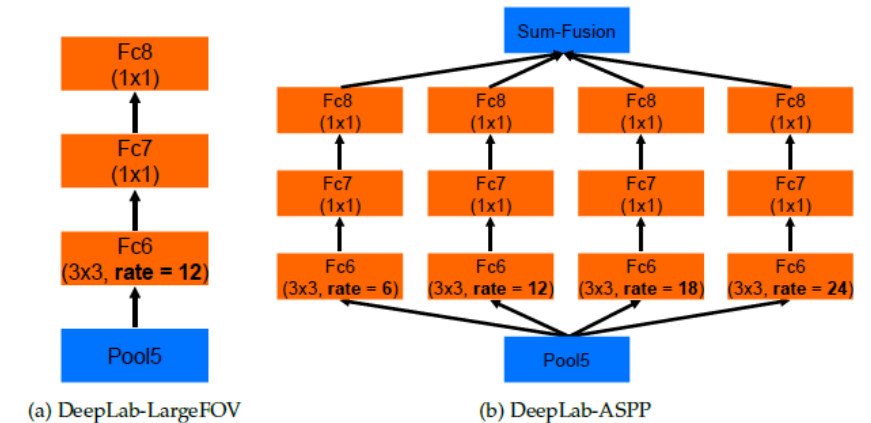 Fc8
(1x1)
Fc7
(1x1)
Fc6
(3x3, rate = 12)
Pool5
(a) DeepLab-LargeFOV
Sum-Fusion
Fc8
(1x1)
Fc8
(1x1)
Fc8
(1x1)
Fc8
(1x1)
Fc7
(1x1)
Fc7
(1x1)
Fc7
(1x1)
Fc7
(1x1)
Fc6
(3x3, rate = 6)
Fc6
(3x3, rate = 12)
Fc6
(3x3, rate = 18)
Fc6
(3x3, rate = 24)
Pool5
(b) DeepLab-ASPP